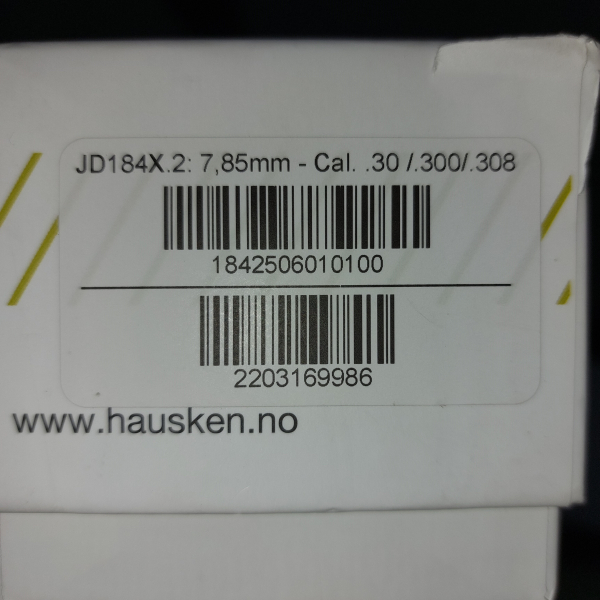 JD184X.2: 7,85mm - Cal. .30 /.300/.308
1842506010100
2203169986
www.hausken.no